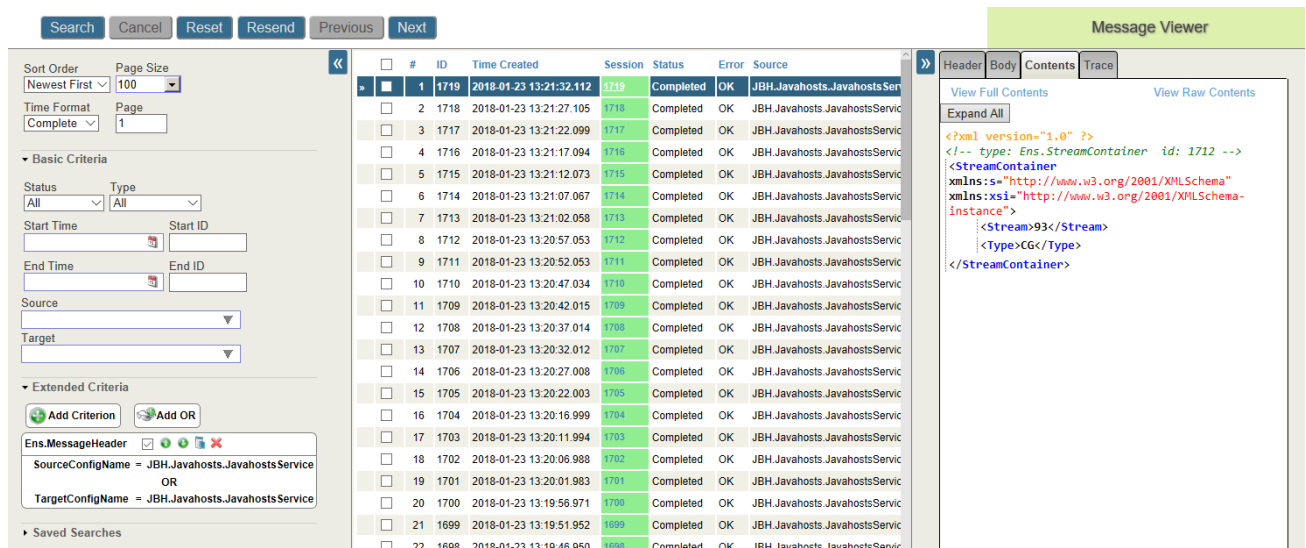 Search Cancel Reset Resend Previous Next
Message Viewer
Sort Order Page Size
Newest First 100
Time Format Page
Complete 1
Basic Criteria
Status Type
All All
Start Time Start ID
End Time End ID
Source
Target
Extended Criteria
Add Criterion Add OR
Ens.MessageHeader
SourceConfigName = JBH.Javahosts.JavahostsService
OR
TargetConfigName = JBH.Javahosts.JavahostsService
Saved Searches
# ID Time Created Session Status Error Source
1 1719 2018-01-23 13:21:32.112 1719 Completed OK JBH.Javahosts.JavahostsSer
2 1718 2018-01-23 13:21:27.105 1718 Completed OK JBH.Javahosts.JavahostsServic
3 1717 2018-01-23 13:21:22.099 1717 Completed OK JBH.Javahosts.JavahostsServic
4 1716 2018-01-23 13:21:17.094 1716 Completed OK JBH.Javahosts.JavahostsServic
5 1715 2018-01-23 13:21:12.073 1715 Completed OK JBH.Javahosts.JavahostsServic
6 1714 2018-01-23 13:21:07.067 1714 Completed OK JBH.Javahosts.JavahostsServic
7 1713 2018-01-23 13:21:02.058 1713 Completed OK JBH.Javahosts.JavahostsServic
8 1712 2018-01-23 13:20:57.053 1712 Completed OK JBH.Javahosts.JavahostsServic
9 1711 2018-01-23 13:20:52.053 1711 Completed OK JBH.Javahosts.JavahostsServic
10 1710 2018-01-23 13:20:47.034 1710 Completed OK JBH.Javahosts.JavahostsServic
11 1709 2018-01-23 13:20:42.015 1709 Completed OK JBH.Javahosts.JavahostsServic
12 1708 2018-01-23 13:20:37.014 1708 Completed OK JBH.Javahosts.JavahostsServic
13 1707 2018-01-23 13:20:32.012 1707 Completed OK JBH.Javahosts.JavahostsServic
14 1706 2018-01-23 13:20:27.008 1706 Completed OK JBH.Javahosts.JavahostsServic
15 1705 2018-01-23 13:20:22.003 1705 Completed OK JBH.Javahosts.JavahostsServic
16 1704 2018-01-23 13:20:16.999 1704 Completed OK JBH.Javahosts.JavahostsServic
17 1703 2018-01-23 13:20:11.994 1703 Completed OK JBH.Javahosts.JavahostsServic
18 1702 2018-01-23 13:20:06.988 1702 Completed OK JBH.Javahosts.JavahostsServic
19 1701 2018-01-23 13:20:01.983 1701 Completed OK JBH.Javahosts.JavahostsServic
20 1700 2018-01-23 13:19:56.971 1700 Completed OK JBH.Javahosts.JavahostsServic
21 1699 2018-01-23 13:19:51.952 1699 Completed OK JBH.Javahosts.JavahostsServic
22 1698 2018-01-23 13:19:46.950 1698 Completed OK JBH.Javahosts.JavahostsServic
Header Body Contents Trace
View Full Contents View Raw Contents
Expand All
<?xml version="1.0" ?>
<!-- type: Ens.StreamContainer id: 1712 -->
<StreamContainer
xmlns:s="http://www.w3.org/2001/XMLSchema"
xmlns:xsi="http://www.w3.org/2001/XMLSchema-
instance">
<Stream>93</Stream>
<Type>CG</Type>
</StreamContainer>